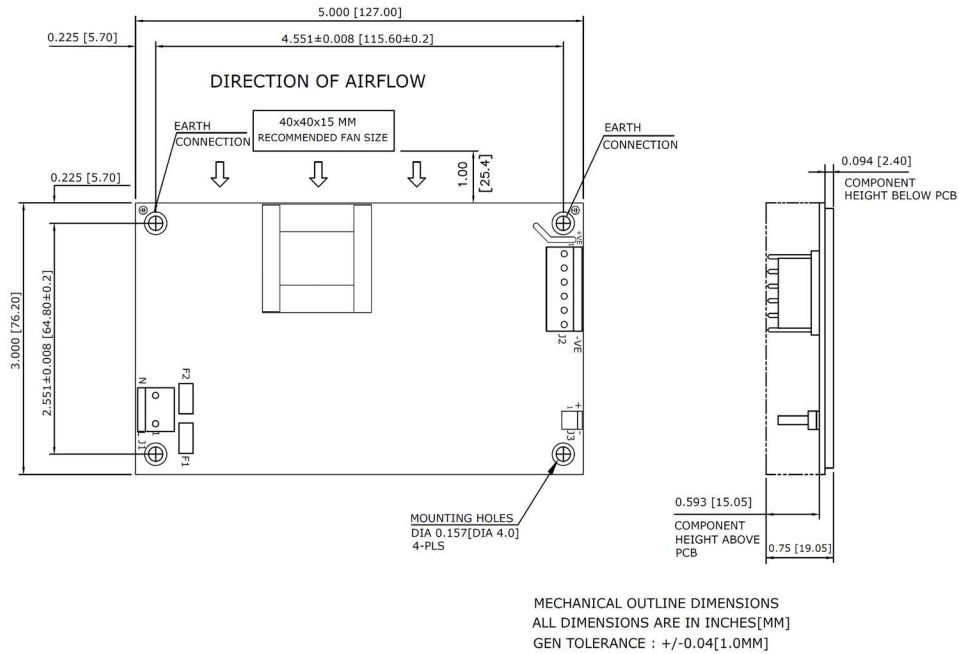 5.000 [127.00]
0.225 [5.70]
4.551±0.008 [115.60±0.2]
DIRECTION OF AIRFLOW
40x40x15 MM
RECOMMENDED FAN SIZE
EARTH
CONNECTION
EARTH
CONNECTION
1.00
[25.4]
0.225 [5.70]
0.094 [2.40]
COMPONENT
HEIGHT BELOW PCB
3.000 [76.20]
2.551±0.008 [64.80±0.2]
+VE
1
J2
-VE
N
F2
1
J1
F1
+
1
-
J3
MOUNTING HOLES
DIA 0.157[DIA 4.0]
4-PLS
0.593 [15.05]
COMPONENT
HEIGHT ABOVE
PCB
0.75 [19.05]
MECHANICAL OUTLINE DIMENSIONS
ALL DIMENSIONS ARE IN INCHES[MM]
GEN TOLERANCE : +/-0.04[1.0MM]